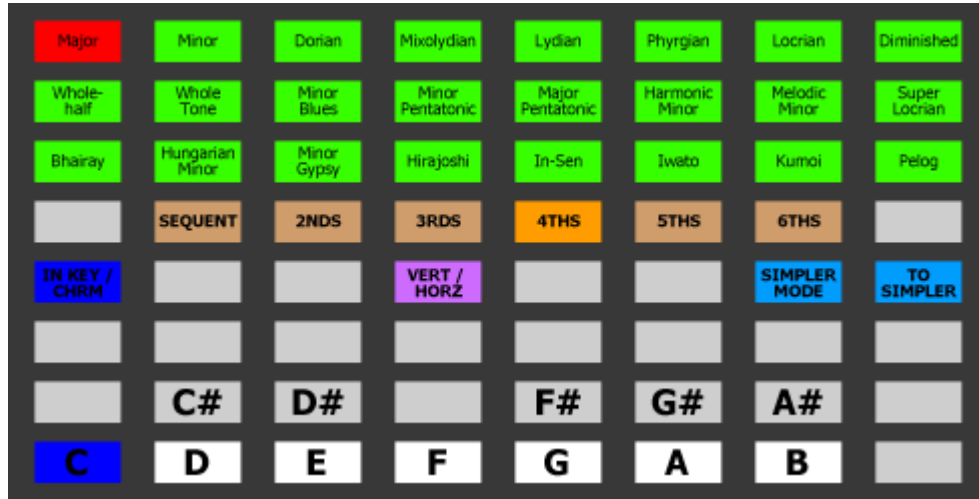 Major Minor Dorian Mixolydian Lydian Phyrgian Locrian Diminished
Whole-half Whole Tone Minor Blues Minor Pentatonic Major Pentatonic Harmonic Minor Melodic Minor Super Locrian
Bhairay Hungarian Minor Minor Gypsy Hirajoshi In-Sen Iwato Kumoi Pelog
SEQUENT 2NDS 3RDS 4THS 5THS 6THS
IN KEY / CHRM VERT / HORZ SIMPLER MODE TO SIMPLER
C# D# F# G# A#
C D E F G A B